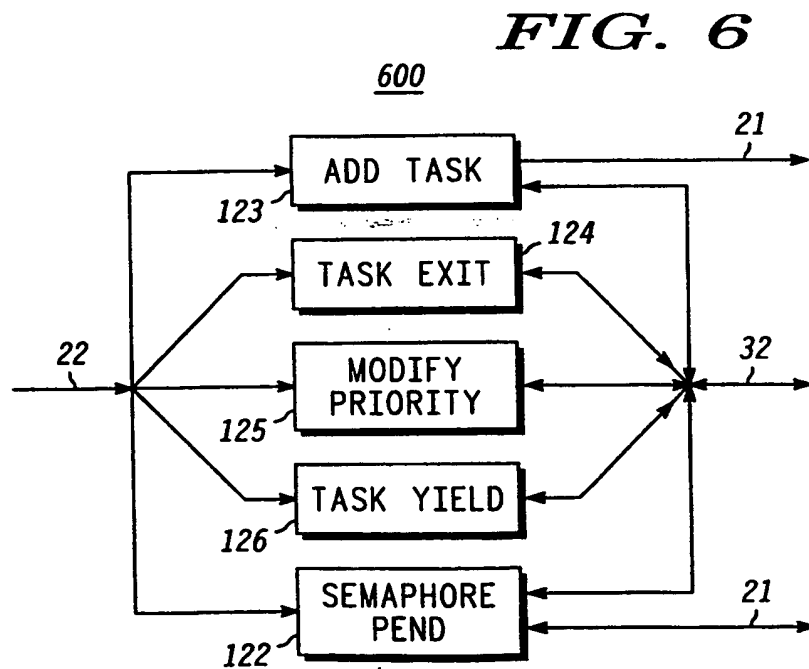 FIG. 6
600
21
ADD TASK
123
124
TASK EXIT
22
32
MODIFY
PRIORITY
125
TASK YIELD
126
21
SEMAPHORE
PEND
122